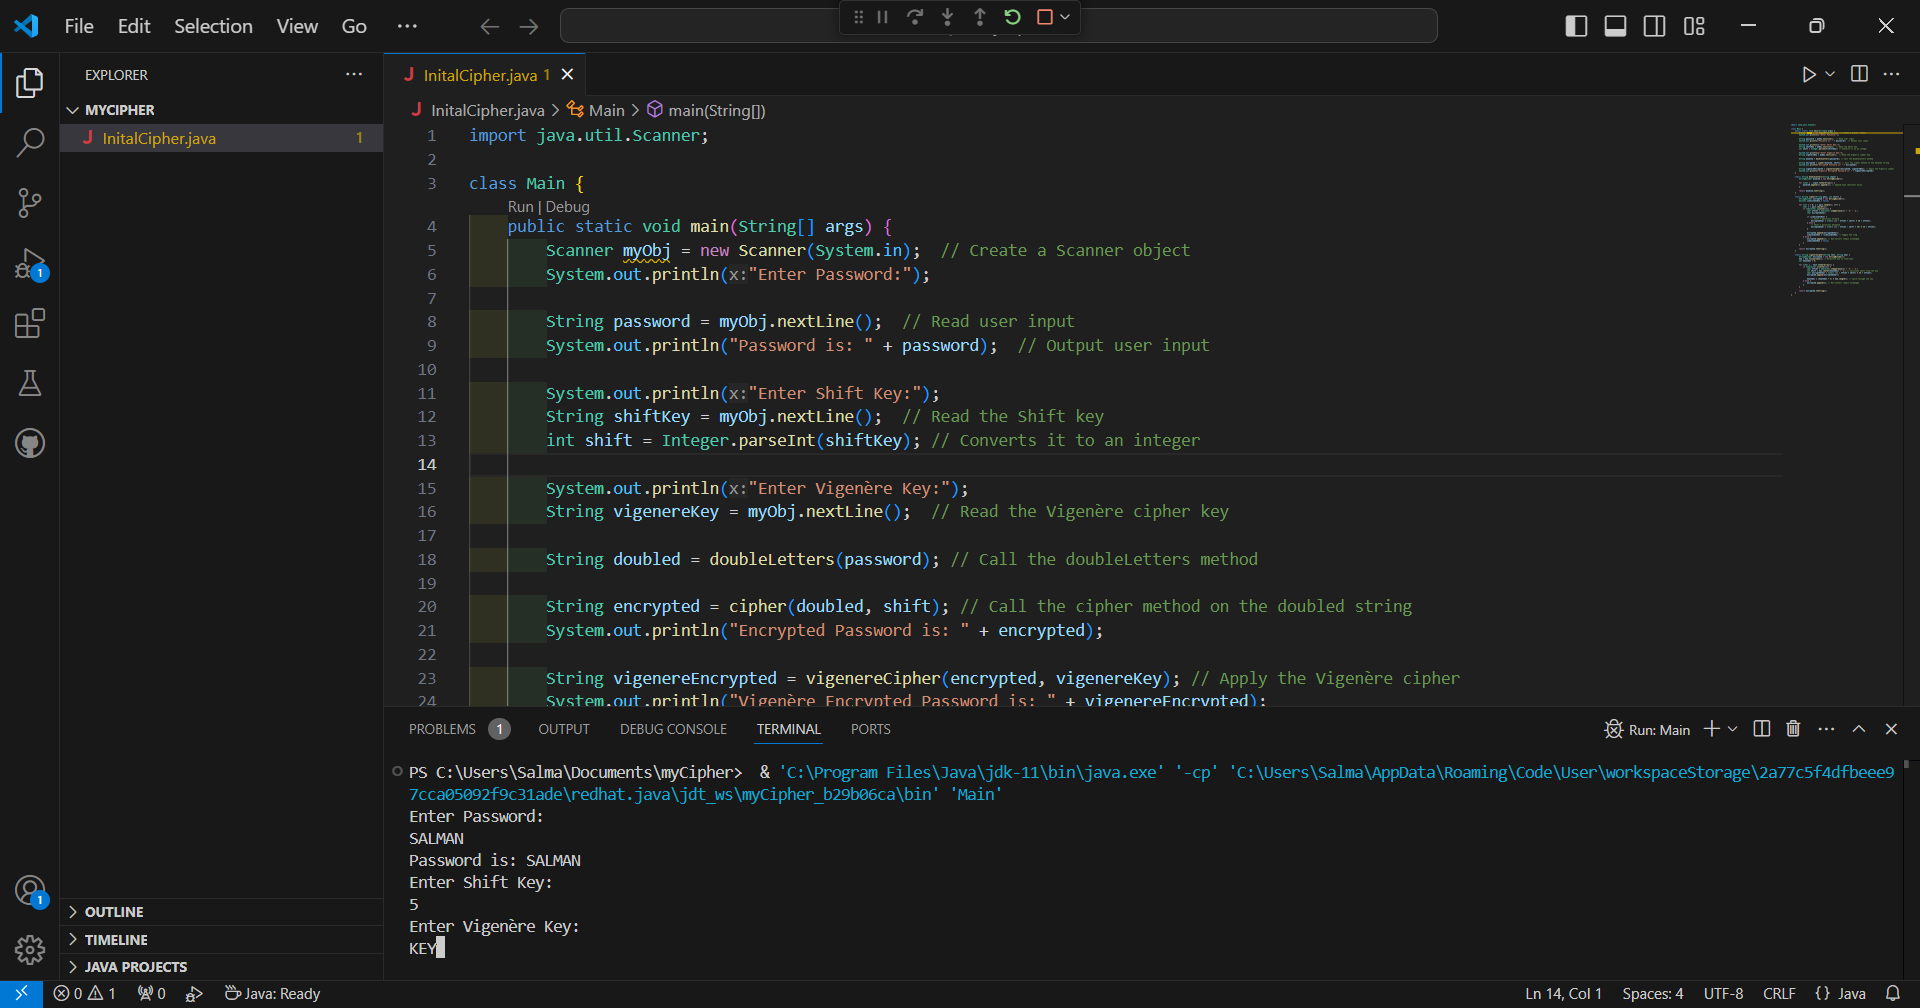 File Edit Selection View Go ···
EXPLORER ···
MYCIPHER
InitalCipher.java 1
InitalCipher.java 1
InitalCipher.java > Main > main(String[])
1 import java.util.Scanner;
2
3 class Main {
Run | Debug
4 public static void main(String[] args) {
5 Scanner myObj = new Scanner(System.in); // Create a Scanner object
6 System.out.println(x:"Enter Password:");
7
8 String password = myObj.nextLine(); // Read user input
9 System.out.println("Password is: " + password); // Output user input
10
11 System.out.println(x:"Enter Shift Key:");
12 String shiftKey = myObj.nextLine(); // Read the Shift key
13 int shift = Integer.parseInt(shiftKey); // Converts it to an integer
14
15 System.out.println(x:"Enter Vigenère Key:");
16 String vigenereKey = myObj.nextLine(); // Read the Vigenère cipher key
17
18 String doubled = doubleLetters(password); // Call the doubleLetters method
19
20 String encrypted = cipher(doubled, shift); // Call the cipher method on the doubled string
21 System.out.println("Encrypted Password is: " + encrypted);
22
23 String vigenereEncrypted = vigenereCipher(encrypted, vigenereKey); // Apply the Vigenère cipher
24 System.out.println("Vigenère Encrypted Password is: " + vigenereEncrypted);
PROBLEMS 1 OUTPUT DEBUG CONSOLE TERMINAL PORTS
Run: Main
PS C:\Users\Salma\Documents\myCipher> & 'C:\Program Files\Java\jdk-11\bin\java.exe' '-cp' 'C:\Users\Salma\AppData\Roaming\Code\User\workspaceStorage\2a77c5f4dfbeee9
7cca05092f9c31ade\redhat.java\jdt_ws\myCipher_b29b06ca\bin' 'Main'
Enter Password:
SALMAN
Password is: SALMAN
Enter Shift Key:
5
Enter Vigenère Key:
KEY
1
1
OUTLINE
TIMELINE
JAVA PROJECTS
0 1 0 Java: Ready
Ln 14, Col 1 Spaces: 4 UTF-8 CRLF {} Java